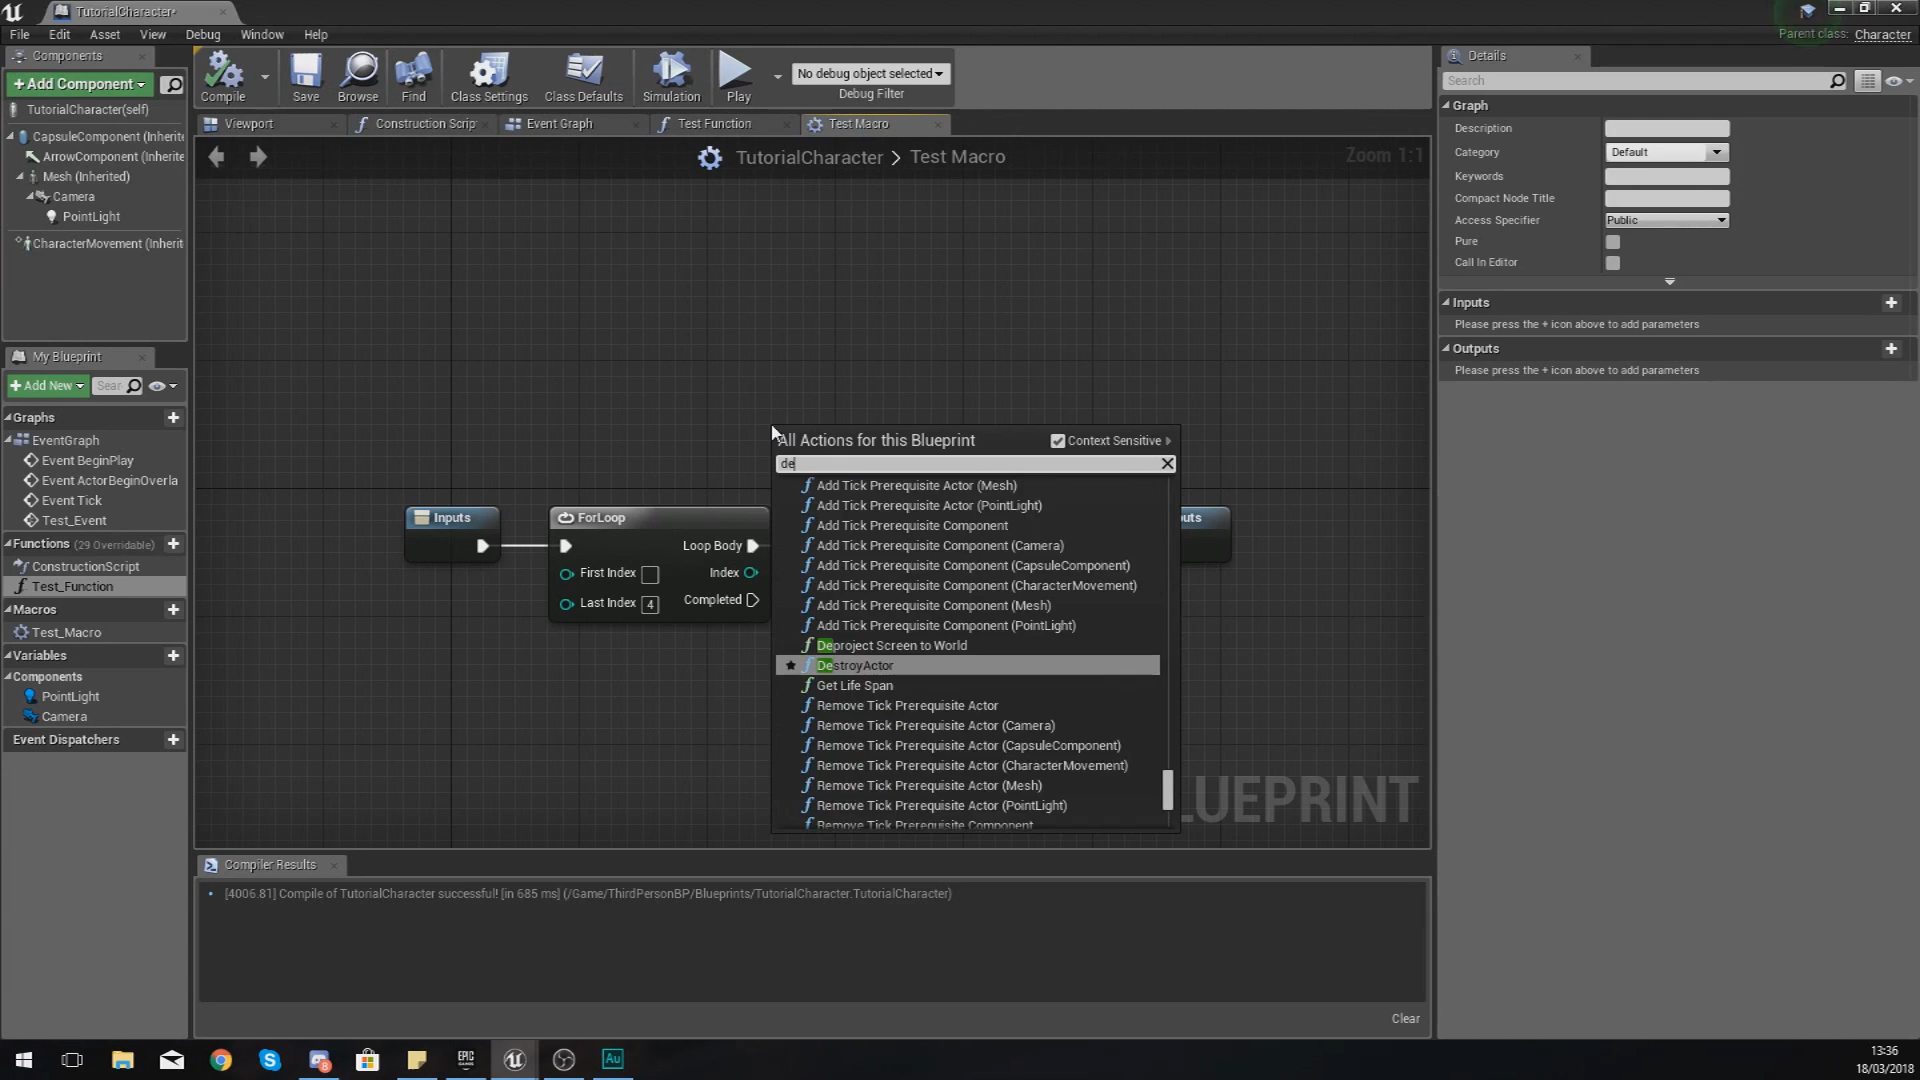 TutorialCharacter*
File Edit Asset View Debug Window Help
Parent class: Character
Components
+Add Component
TutorialCharacter(self)
CapsuleComponent (Inherite
ArrowComponent (Inherite
Mesh (Inherited)
Camera
PointLight
CharacterMovement (Inherit
My Blueprint
+Add New Sear
Graphs
EventGraph
Event BeginPlay
Event ActorBeginOverla
Event Tick
Test_Event
Functions (29 Overridable)
ConstructionScript
Test_Function
Macros
Test_Macro
Variables
Components
PointLight
Camera
Event Dispatchers
Compile Save Browse Find Class Settings Class Defaults Simulation Play
No debug object selected
Debug Filter
Viewport Construction Scrip Event Graph Test Function Test Macro
TutorialCharacter > Test Macro
Zoom 1:1
Inputs
ForLoop
Loop Body
First Index Index
Last Index 4 Completed
All Actions for this Blueprint Context Sensitive
de
Add Tick Prerequisite Actor (Mesh)
Add Tick Prerequisite Actor (PointLight)
Add Tick Prerequisite Component
Add Tick Prerequisite Component (Camera)
Add Tick Prerequisite Component (CapsuleComponent)
Add Tick Prerequisite Component (CharacterMovement)
Add Tick Prerequisite Component (Mesh)
Add Tick Prerequisite Component (PointLight)
Deproject Screen to World
DestroyActor
Get Life Span
Remove Tick Prerequisite Actor
Remove Tick Prerequisite Actor (Camera)
Remove Tick Prerequisite Actor (CapsuleComponent)
Remove Tick Prerequisite Actor (CharacterMovement)
Remove Tick Prerequisite Actor (Mesh)
Remove Tick Prerequisite Actor (PointLight)
Remove Tick Prerequisite Component
uts
LUEPRINT
Compiler Results
[4006.81] Compile of TutorialCharacter successful! [in 685 ms] (/Game/ThirdPersonBP/Blueprints/TutorialCharacter.TutorialCharacter)
Clear
Details
Search
Graph
Description
Category Default
Keywords
Compact Node Title
Access Specifier Public
Pure
Call In Editor
Inputs
Please press the + icon above to add parameters
Outputs
Please press the + icon above to add parameters
EPIC GAMES
Au
8
13:36
18/03/2018